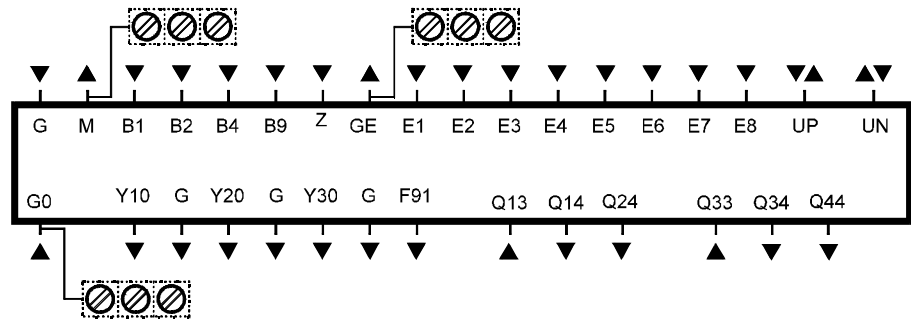 G M B1 B2 B4 B9 Z GE E1 E2 E3 E4 E5 E6 E7 E8 UP UN
G0 Y10 G Y20 G Y30 G F91 Q13 Q14 Q24 Q33 Q34 Q44